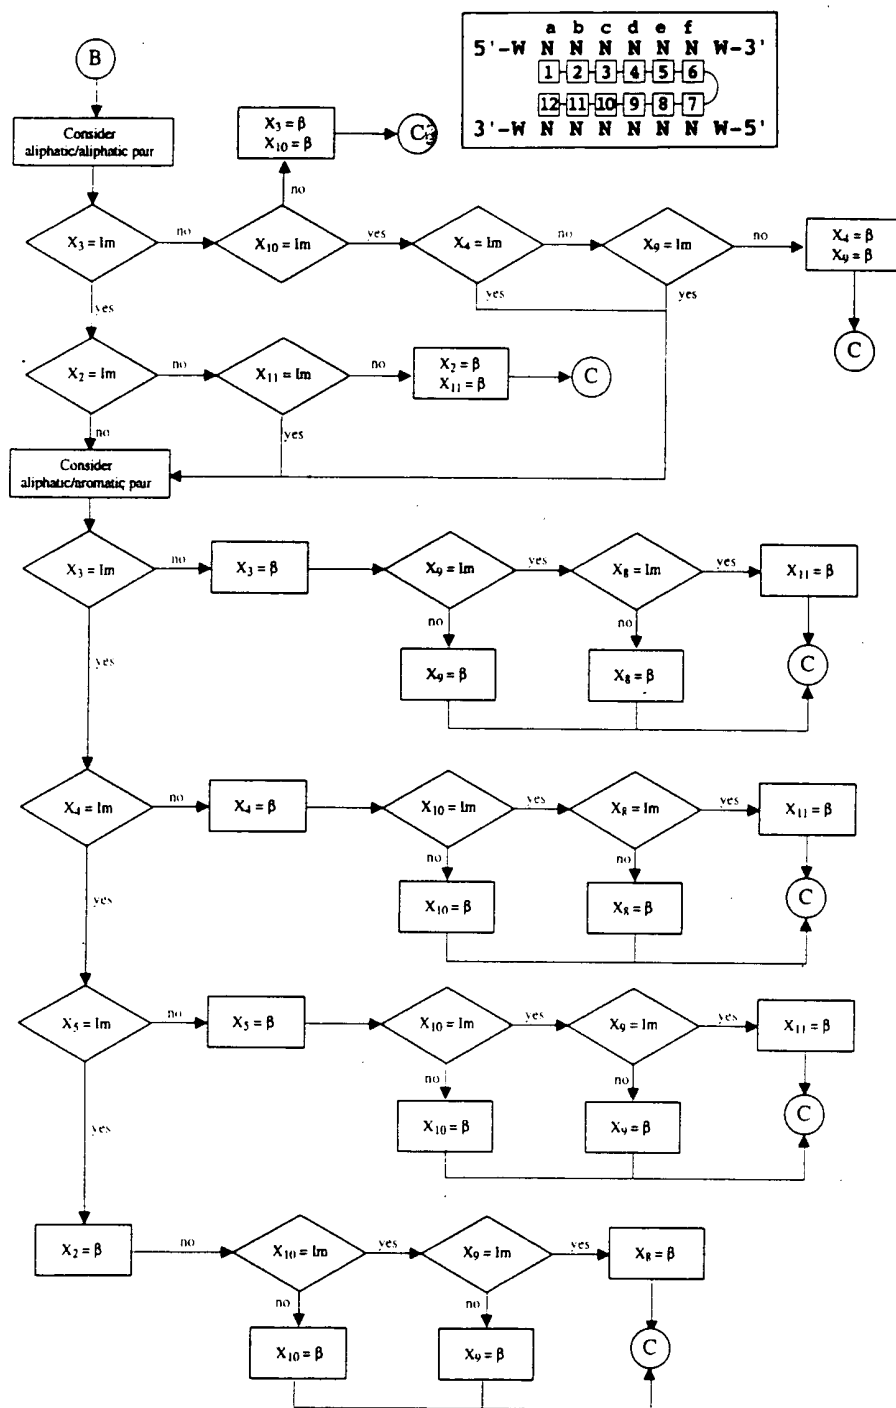 a b c d e f
5'-W N N N N N N W-3'
1 2 3 4 5 6
12 11 10 9 8 7
3'-W N N N N N N W-5'
B
Consider
aliphatic/aliphatic pair
X3 = β
X10 = β
C
no
X3 = Im
no
X10 = Im
yes
X4 = Im
no
X9 = Im
no
X4 = β
X9 = β
yes
yes
yes
C
X2 = Im
no
X11 = Im
no
X2 = β
X11 = β
C
no
yes
Consider
aliphatic/aromatic pair
X3 = Im
no
X3 = β
X9 = Im
yes
X8 = Im
yes
X11 = β
no
no
yes
X9 = β
X8 = β
C
X4 = Im
no
X4 = β
X10 = Im
yes
X8 = Im
yes
X11 = β
no
no
yes
X10 = β
X8 = β
C
X5 = Im
no
X5 = β
X10 = Im
yes
X9 = Im
yes
X11 = β
no
no
yes
X10 = β
X9 = β
C
X2 = β
no
X10 = Im
yes
X9 = Im
yes
X8 = β
no
no
X10 = β
X9 = β
C